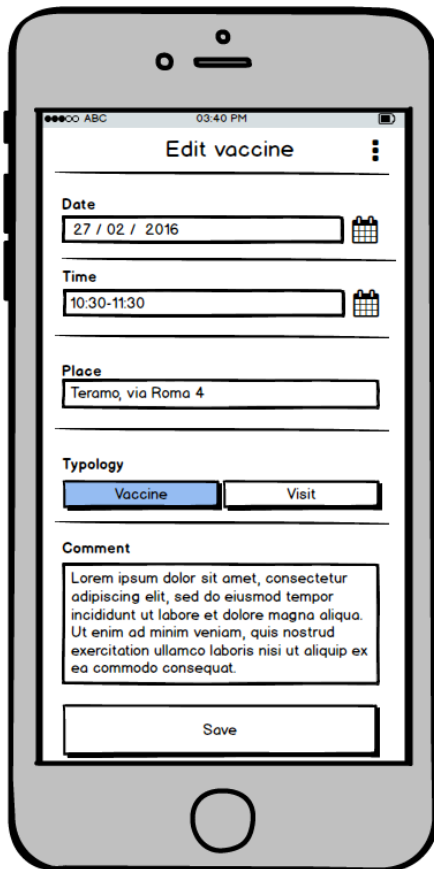 ABC 03:40 PM
Edit vaccine
Date
27 / 02 / 2016
Time
10:30-11:30
Place
Teramo, via Roma 4
Typology
Vaccine Visit
Comment
Lorem ipsum dolor sit amet, consectetur
adipiscing elit, sed do eiusmod tempor
incididunt ut labore et dolore magna aliqua.
Ut enim ad minim veniam, quis nostrud
exercitation ullamco laboris nisi ut aliquip ex
ea commodo consequat.
Save